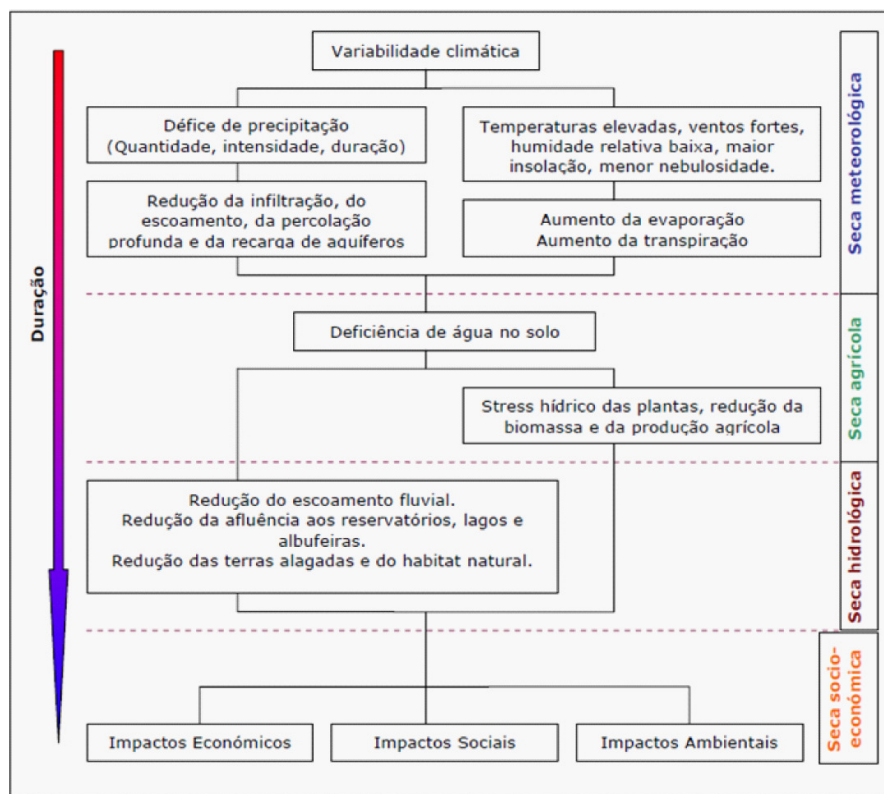 Variabilidade climática
Défice de precipitação
(Quantidade, intensidade, duração)
Temperaturas elevadas, ventos fortes,
humidade relativa baixa, maior
insolação, menor nebulosidade.
Redução da infiltração, do
escoamento, da percolação
profunda e da recarga de aquíferos
Aumento da evaporação
Aumento da transpiração
Seca meteorológica
Duração
Deficiência de água no solo
Stress hídrico das plantas, redução da
biomassa e da produção agrícola
Seca agrícola
Redução do escoamento fluvial.
Redução da afluência aos reservatórios, lagos e
albufeiras.
Redução das terras alagadas e do habitat natural.
Seca hidrológica
Impactos Económicos
Impactos Sociais
Impactos Ambientais
Seca socio-
económica